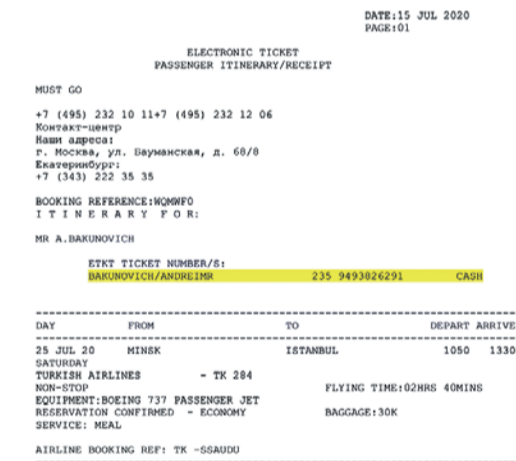 DATE:15 JUL 2020
PAGE:01
ELECTRONIC TICKET
PASSENGER ITINERARY/RECEIPT
MUST GO
+7 (495) 232 10 11+7 (495) 232 12 06
Контакт-центр
Наши адреса:
г. Москва, ул. Бауманская, д. 68/8
Екатеринбург:
+7 (343) 222 35 35
BOOKING REFERENCE:WQMWFO
I T I N E R A R Y F O R:
MR A.BAKUNOVICH
ETKT TICKET NUMBER/S:
BAKUNOVICH/ANDREIMR 235 9493826291 CASH
DAY FROM TO DEPART ARRIVE
25 JUL 20 MINSK ISTANBUL 1050 1330
SATURDAY
TURKISH AIRLINES - TK 284
NON-STOP FLYING TIME:02HRS 40MINS
EQUIPMENT:BOEING 737 PASSENGER JET
RESERVATION CONFIRMED - ECONOMY BAGGAGE:30K
SERVICE: MEAL
AIRLINE BOOKING REF: TK -SSAUDU